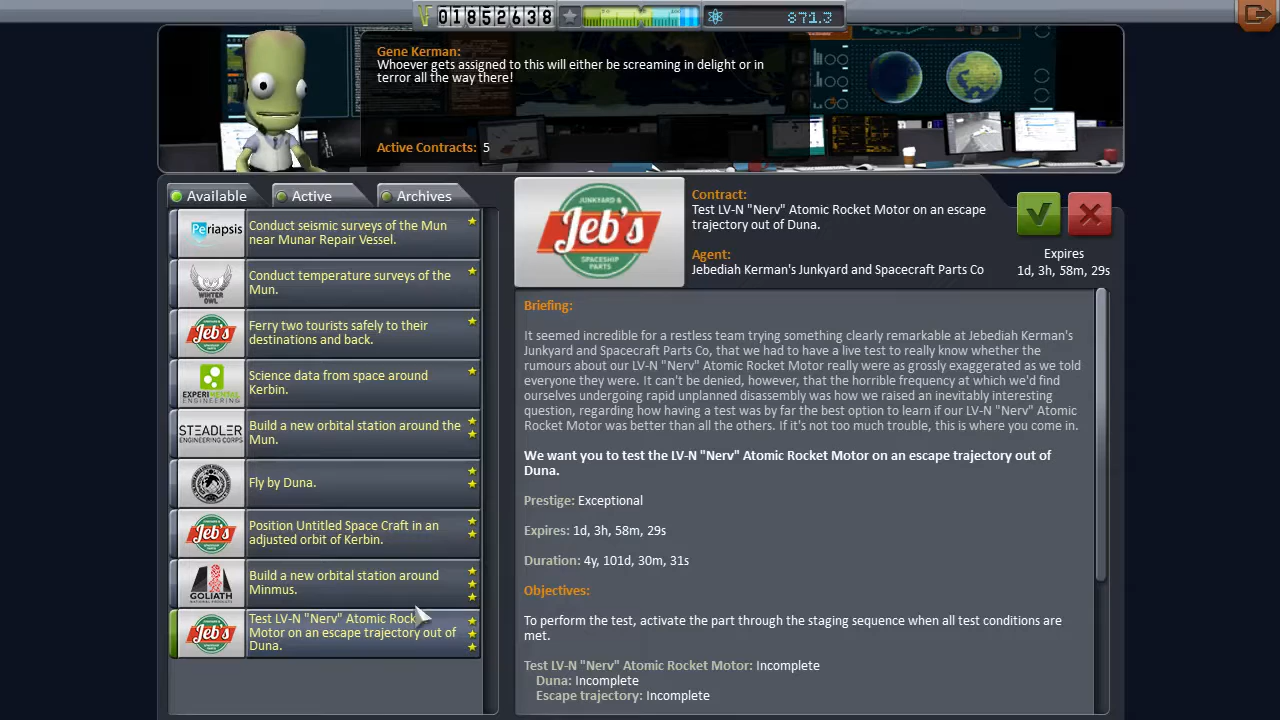 01852638
871.3
Gene Kerman:
Whoever gets assigned to this will either be screaming in delight or in
terror all the way there!
Active Contracts: 5
Available
Active
Archives
Periapsis
Conduct seismic surveys of the Mun
near Munar Repair Vessel.
WINTER
OWL
Conduct temperature surveys of the
Mun.
Jeb's
Ferry two tourists safely to their
destinations and back.
EXPERIMENTAL
ENGINEERING
Science data from space around
Kerbin.
STEADLER
ENGINEERING CORPS
Build a new orbital station around the
Mun.
Fly by Duna.
Jeb's
Position Untitled Space Craft in an
adjusted orbit of Kerbin.
GOLIATH
NATIONAL PRODUCTS
Build a new orbital station around
Minmus.
Jeb's
Test LV-N "Nerv" Atomic Rock
Motor on an escape trajectory out of
Duna.
JUNKYARD &
Jeb's
SPACESHIP
PARTS
Contract:
Test LV-N "Nerv" Atomic Rocket Motor on an escape
trajectory out of Duna.
Agent:
Jebediah Kerman's Junkyard and Spacecraft Parts Co
Expires
1d, 3h, 58m, 29s
Briefing:
It seemed incredible for a restless team trying something clearly remarkable at Jebediah Kerman's
Junkyard and Spacecraft Parts Co, that we had to have a live test to really know whether the
rumours about our LV-N "Nerv" Atomic Rocket Motor really were as grossly exaggerated as we told
everyone they were. It can't be denied, however, that the horrible frequency at which we'd find
ourselves undergoing rapid unplanned disassembly was how we raised an inevitably interesting
question, regarding how having a test was by far the best option to learn if our LV-N "Nerv" Atomic
Rocket Motor was better than all the others. If it's not too much trouble, this is where you come in.
We want you to test the LV-N "Nerv" Atomic Rocket Motor on an escape trajectory out of
Duna.
Prestige: Exceptional
Expires: 1d, 3h, 58m, 29s
Duration: 4y, 101d, 30m, 31s
Objectives:
To perform the test, activate the part through the staging sequence when all test conditions are
met.
Test LV-N "Nerv" Atomic Rocket Motor: Incomplete
Duna: Incomplete
Escape trajectory: Incomplete